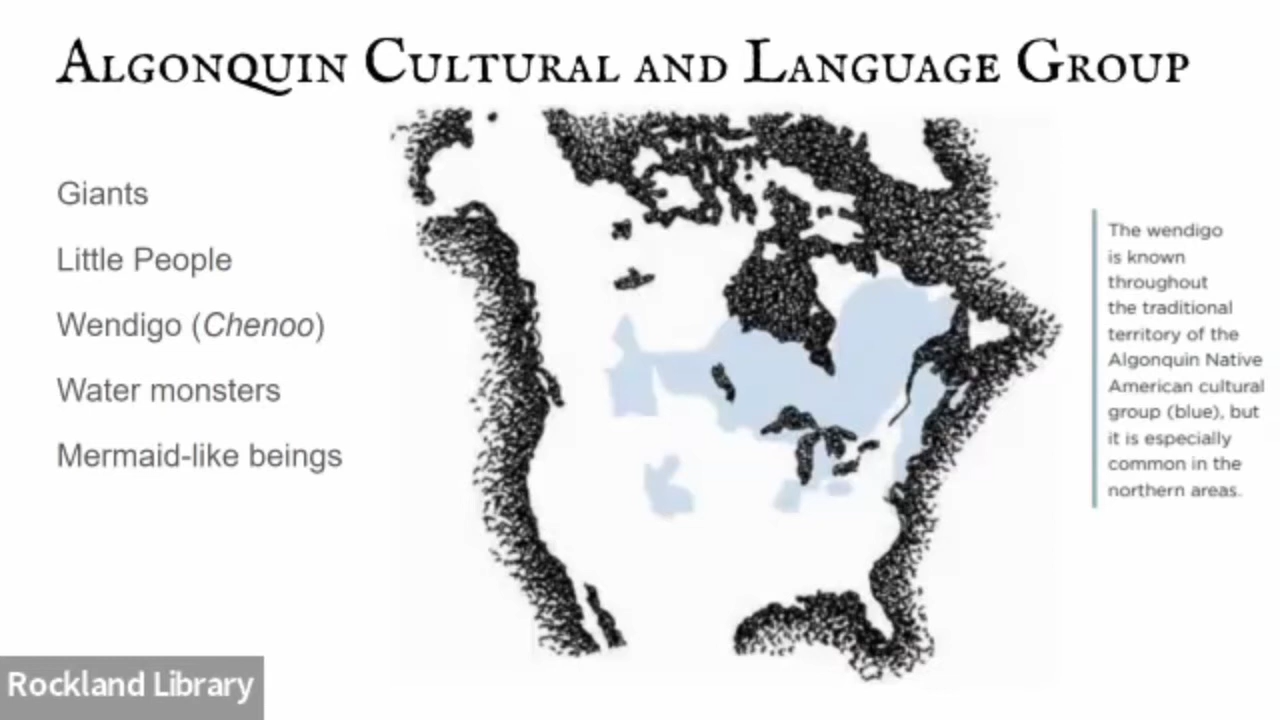 Algonquin Cultural and Language Group
Giants
Little People
Wendigo (Chenoo)
Water monsters
Mermaid-like beings
The wendigo
is known
throughout
the traditional
territory of the
Algonquin Native
American cultural
group (blue), but
it is especially
common in the
northern areas.
Rockland Library